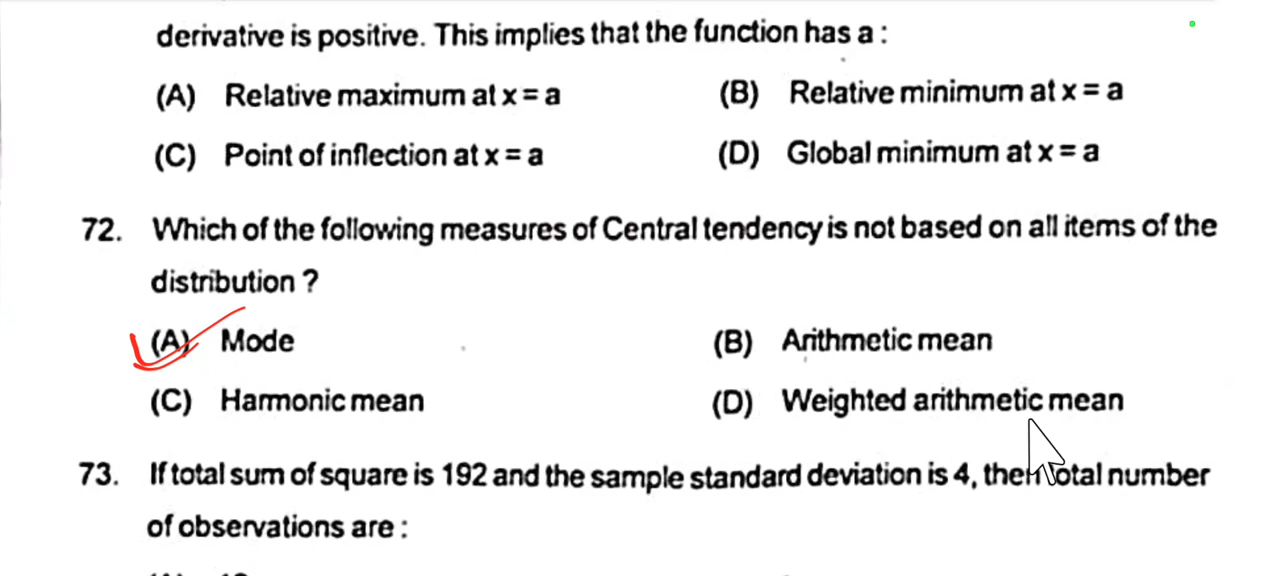 derivative is positive. This implies that the function has a :
(A) Relative maximum at x = a (B) Relative minimum at x = a
(C) Point of inflection at x = a (D) Global minimum at x = a
72. Which of the following measures of Central tendency is not based on all items of the
distribution ?
(A) Mode (B) Arithmetic mean
(C) Harmonic mean (D) Weighted arithmetic mean
73. If total sum of square is 192 and the sample standard deviation is 4, then total number
of observations are :